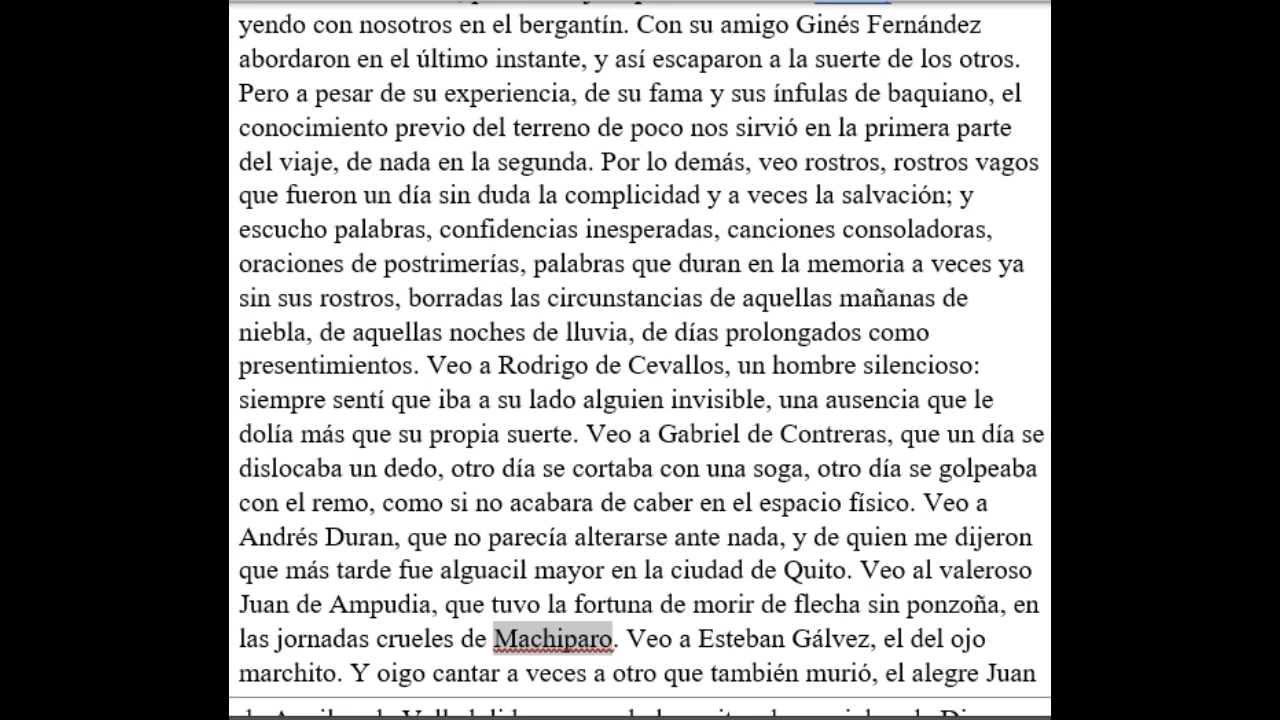 yendo con nosotros en el bergantín. Con su amigo Ginés Fernández
abordaron en el último instante, y así escaparon a la suerte de los otros.
Pero a pesar de su experiencia, de su fama y sus ínfulas de baquiano, el
conocimiento previo del terreno de poco nos sirvió en la primera parte
del viaje, de nada en la segunda. Por lo demás, veo rostros, rostros vagos
que fueron un día sin duda la complicidad y a veces la salvación; y
escucho palabras, confidencias inesperadas, canciones consoladoras,
oraciones de postrimerías, palabras que duran en la memoria a veces ya
sin sus rostros, borradas las circunstancias de aquellas mañanas de
niebla, de aquellas noches de lluvia, de días prolongados como
presentimientos. Veo a Rodrigo de Cevallos, un hombre silencioso:
siempre sentí que iba a su lado alguien invisible, una ausencia que le
dolía más que su propia suerte. Veo a Gabriel de Contreras, que un día se
dislocaba un dedo, otro día se cortaba con una soga, otro día se golpeaba
con el remo, como si no acabara de caber en el espacio físico. Veo a
Andrés Duran, que no parecía alterarse ante nada, y de quien me dijeron
que más tarde fue alguacil mayor en la ciudad de Quito. Veo al valeroso
Juan de Ampudia, que tuvo la fortuna de morir de flecha sin ponzoña, en
las jornadas crueles de Machiparo. Veo a Esteban Gálvez, el del ojo
marchito. Y oigo cantar a veces a otro que también murió, el alegre Juan